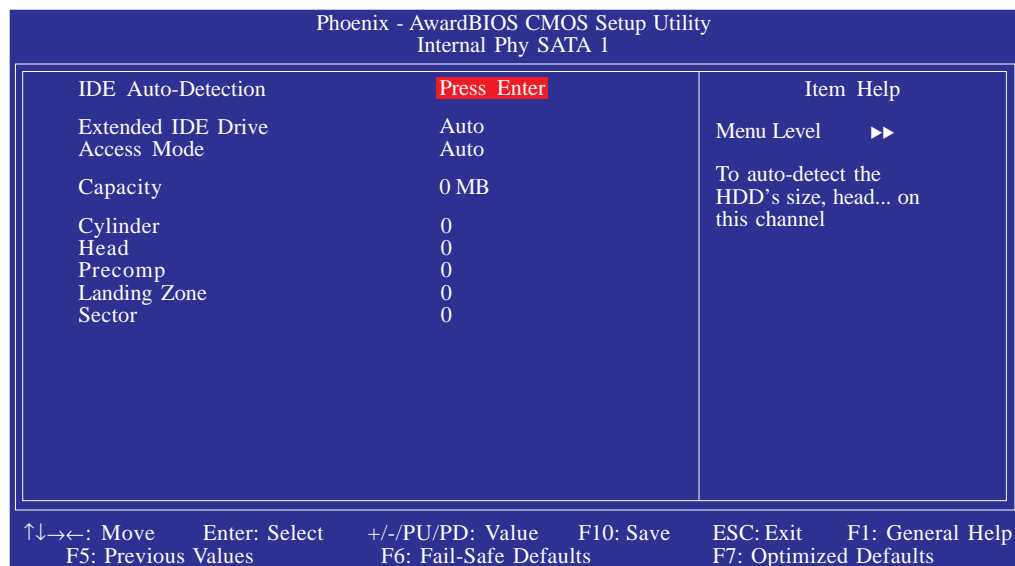 Phoenix - AwardBIOS CMOS Setup Utility
Internal Phy SATA 1
IDE Auto-Detection Press Enter
Extended IDE Drive Auto
Access Mode Auto
Capacity 0 MB
Cylinder 0
Head 0
Precomp 0
Landing Zone 0
Sector 0
Item Help
Menu Level ▶▶
To auto-detect the
HDD's size, head... on
this channel
↑↓→←: Move Enter: Select +/-/PU/PD: Value F10: Save ESC: Exit F1: General Help
F5: Previous Values F6: Fail-Safe Defaults F7: Optimized Defaults